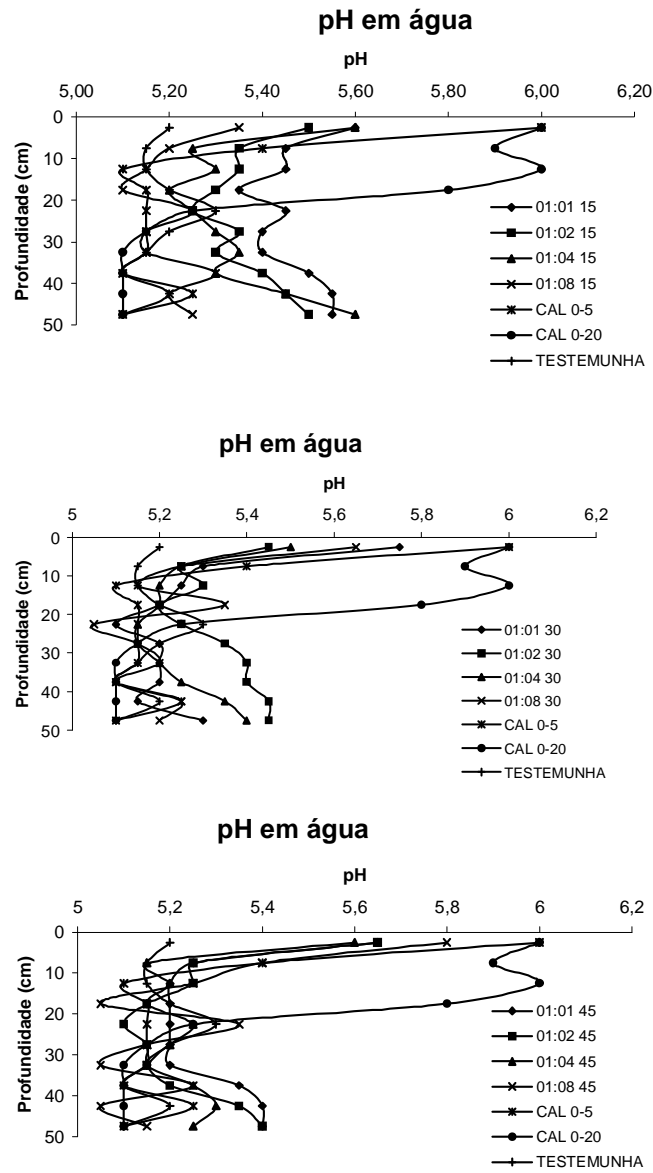 pH em água
pH
5,00 5,20 5,40 5,60 5,80 6,00 6,20
0
10
20
30
40
50
Profundidade (cm)
01:01 15
01:02 15
01:04 15
01:08 15
CAL 0-5
CAL 0-20
TESTEMUNHA
pH em água
pH
5 5,2 5,4 5,6 5,8 6 6,2
0
10
20
30
40
50
Profundidade (cm)
01:01 30
01:02 30
01:04 30
01:08 30
CAL 0-5
CAL 0-20
TESTEMUNHA
pH em água
pH
5 5,2 5,4 5,6 5,8 6 6,2
0
10
20
30
40
50
Profundidade (cm)
01:01 45
01:02 45
01:04 45
01:08 45
CAL 0-5
CAL 0-20
TESTEMUNHA